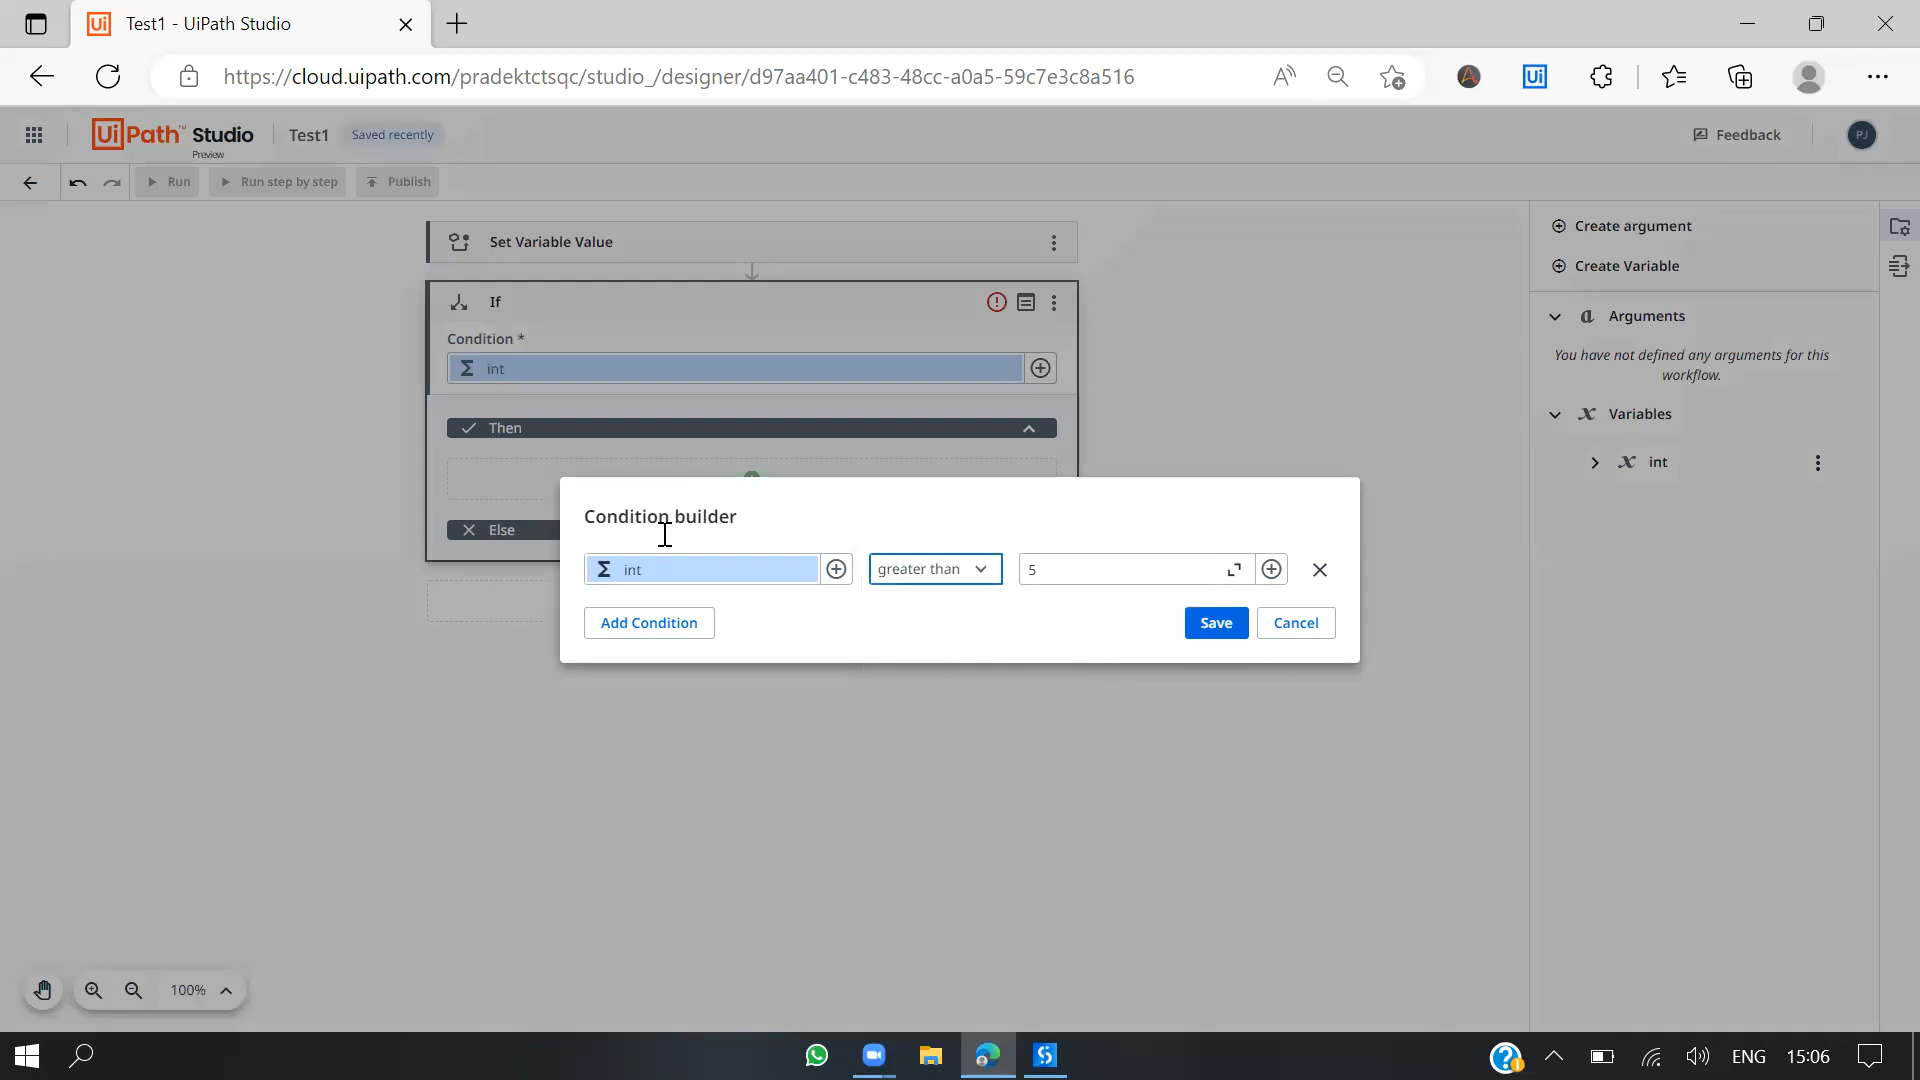 Test1 - UiPath Studio
https://cloud.uipath.com/pradektctsqc/studio_/designer/d97aa401-c483-48cc-a0a5-59c7e3c8a516
UiPath™ Studio
Preview
Test1
Saved recently
Feedback
PJ
Run
Run step by step
Publish
Set Variable Value
If
Condition *
int
Then
Else
Create argument
Create Variable
Arguments
You have not defined any arguments for this
workflow.
Variables
int
Condition builder
int
greater than
5
Add Condition
Save
Cancel
100%
ENG
15:06